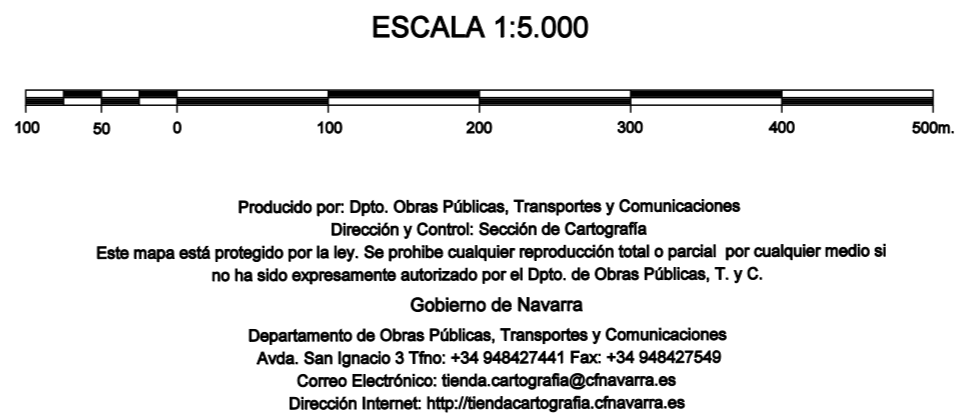 ESCALA 1:5.000
100 50 0 100 200 300 400 500m.
Producido por: Dpto. Obras Públicas, Transportes y Comunicaciones
Dirección y Control: Sección de Cartografía
Este mapa está protegido por la ley. Se prohibe cualquier reproducción total o parcial por cualquier medio si
no ha sido expresamente autorizado por el Dpto. de Obras Públicas, T. y C.
Gobierno de Navarra
Departamento de Obras Públicas, Transportes y Comunicaciones
Avda. San Ignacio 3 Tfno: +34 948427441 Fax: +34 948427549
Correo Electrónico: tienda.cartografia@cfnavarra.es
Dirección Internet: http://tiendacartografia.cfnavarra.es